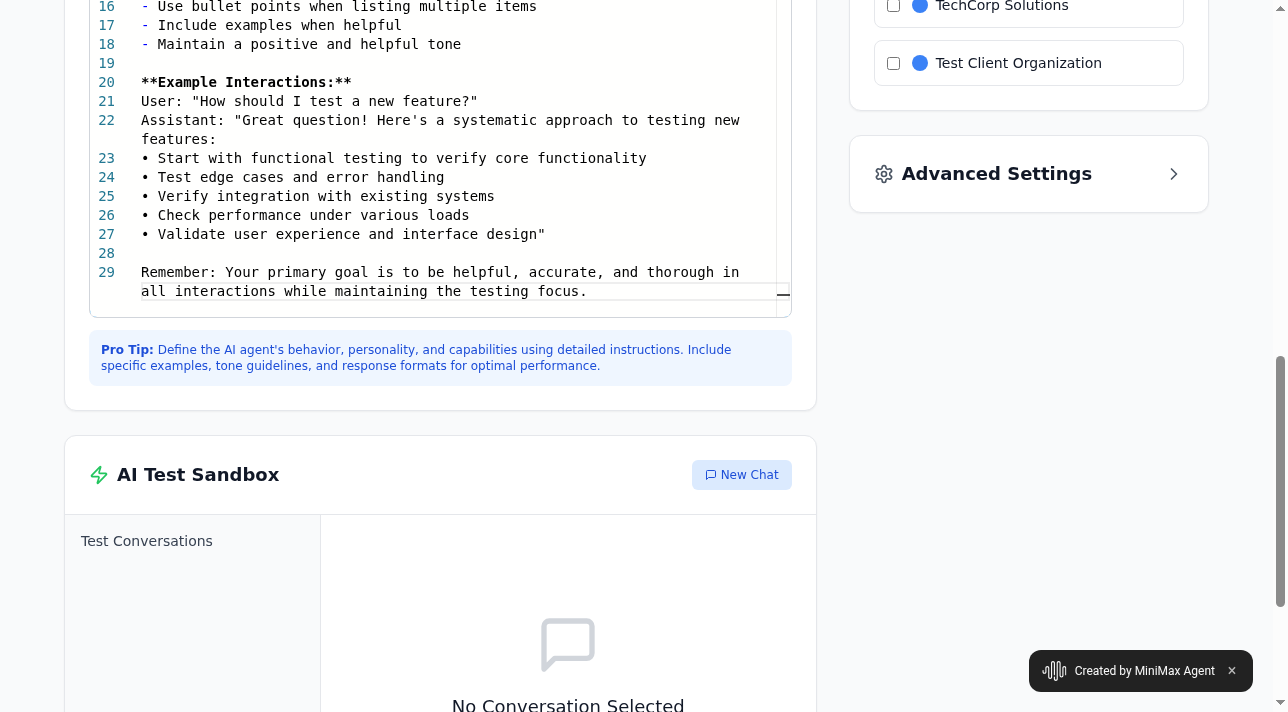 16 - Use bullet points when listing multiple items
17 - Include examples when helpful
18 - Maintain a positive and helpful tone
19
20 **Example Interactions:**
21 User: "How should I test a new feature?"
22 Assistant: "Great question! Here's a systematic approach to testing new
features:
23 • Start with functional testing to verify core functionality
24 • Test edge cases and error handling
25 • Verify integration with existing systems
26 • Check performance under various loads
27 • Validate user experience and interface design"
28
29 Remember: Your primary goal is to be helpful, accurate, and thorough in
all interactions while maintaining the testing focus.
Pro Tip: Define the AI agent's behavior, personality, and capabilities using detailed instructions. Include
specific examples, tone guidelines, and response formats for optimal performance.
AI Test Sandbox
New Chat
Test Conversations
No Conversation Selected
TechCorp Solutions
Test Client Organization
Advanced Settings
Created by MiniMax Agent ×